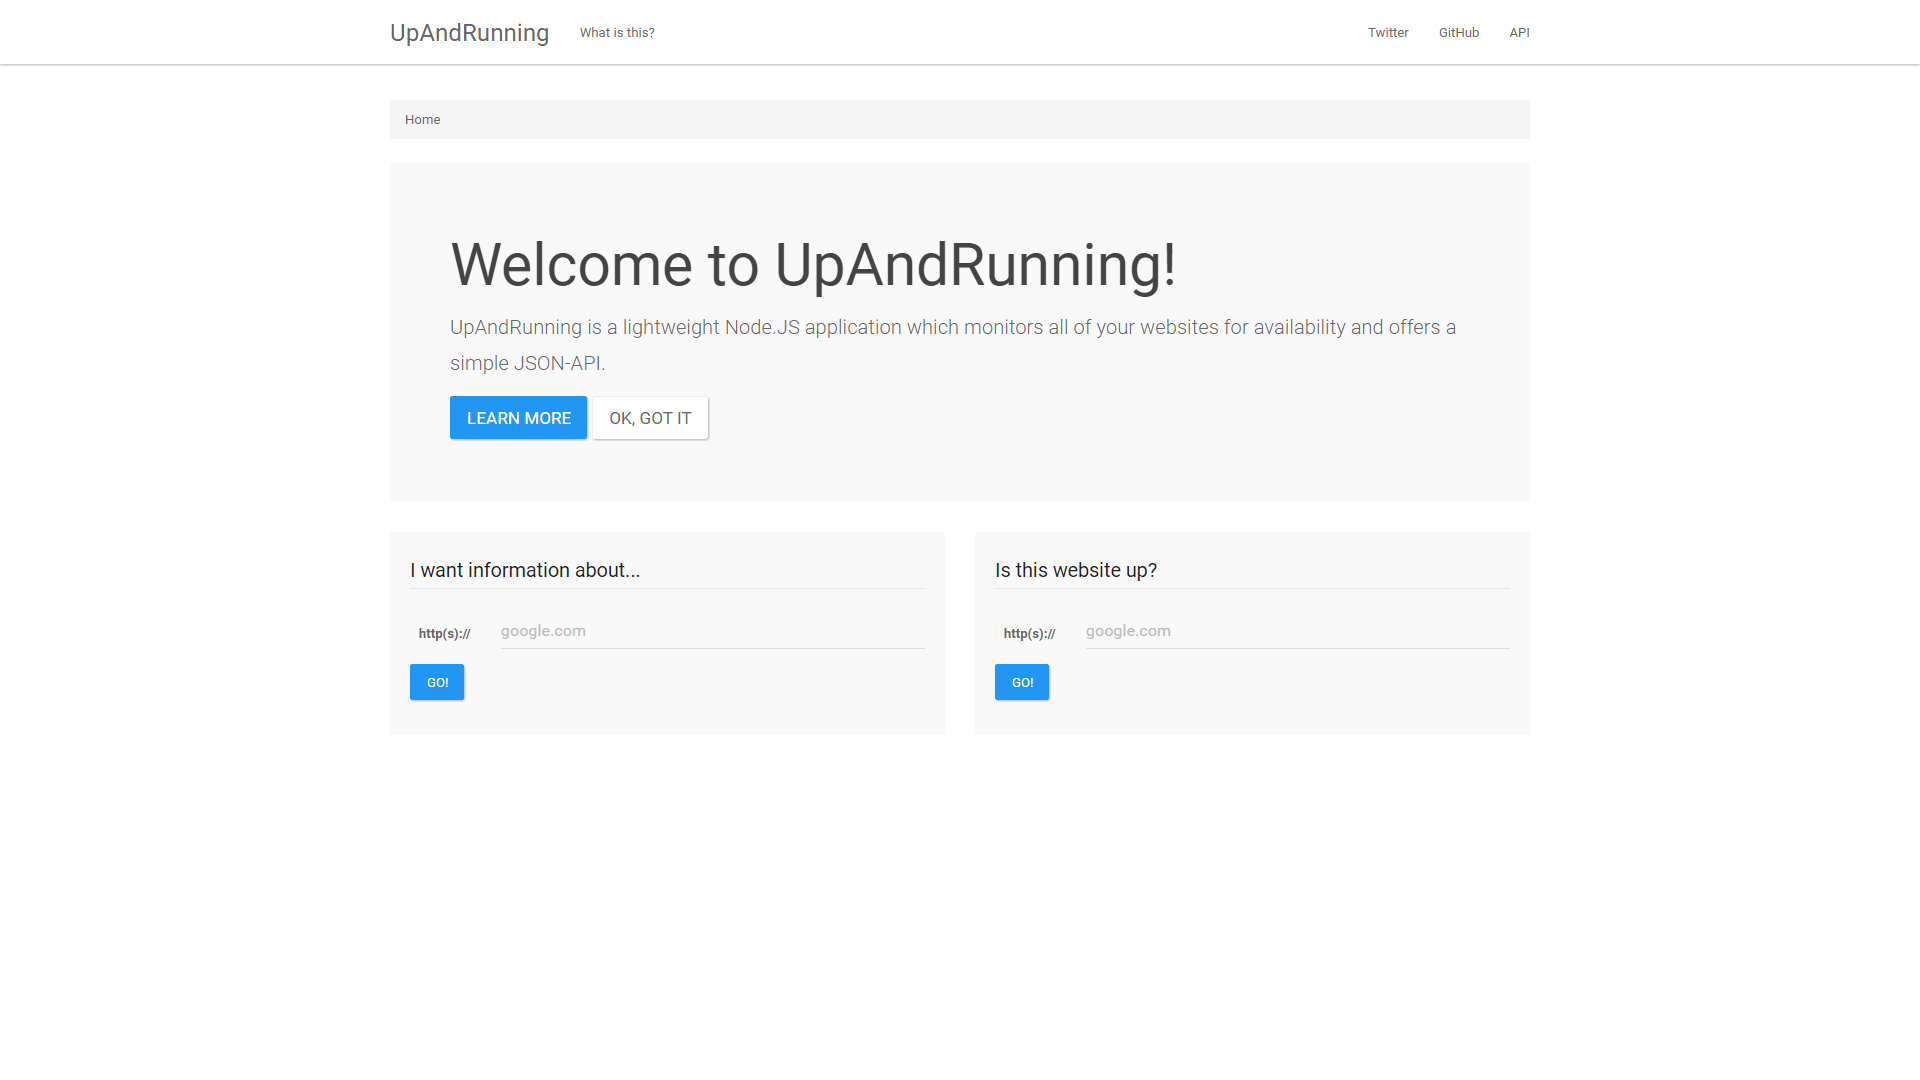 UpAndRunning What is this? Twitter GitHub API
Home
Welcome to UpAndRunning!
UpAndRunning is a lightweight Node.JS application which monitors all of your websites for availability and offers a
simple JSON-API.
LEARN MORE OK, GOT IT
I want information about...
http(s):// google.com
GO!
Is this website up?
http(s):// google.com
GO!